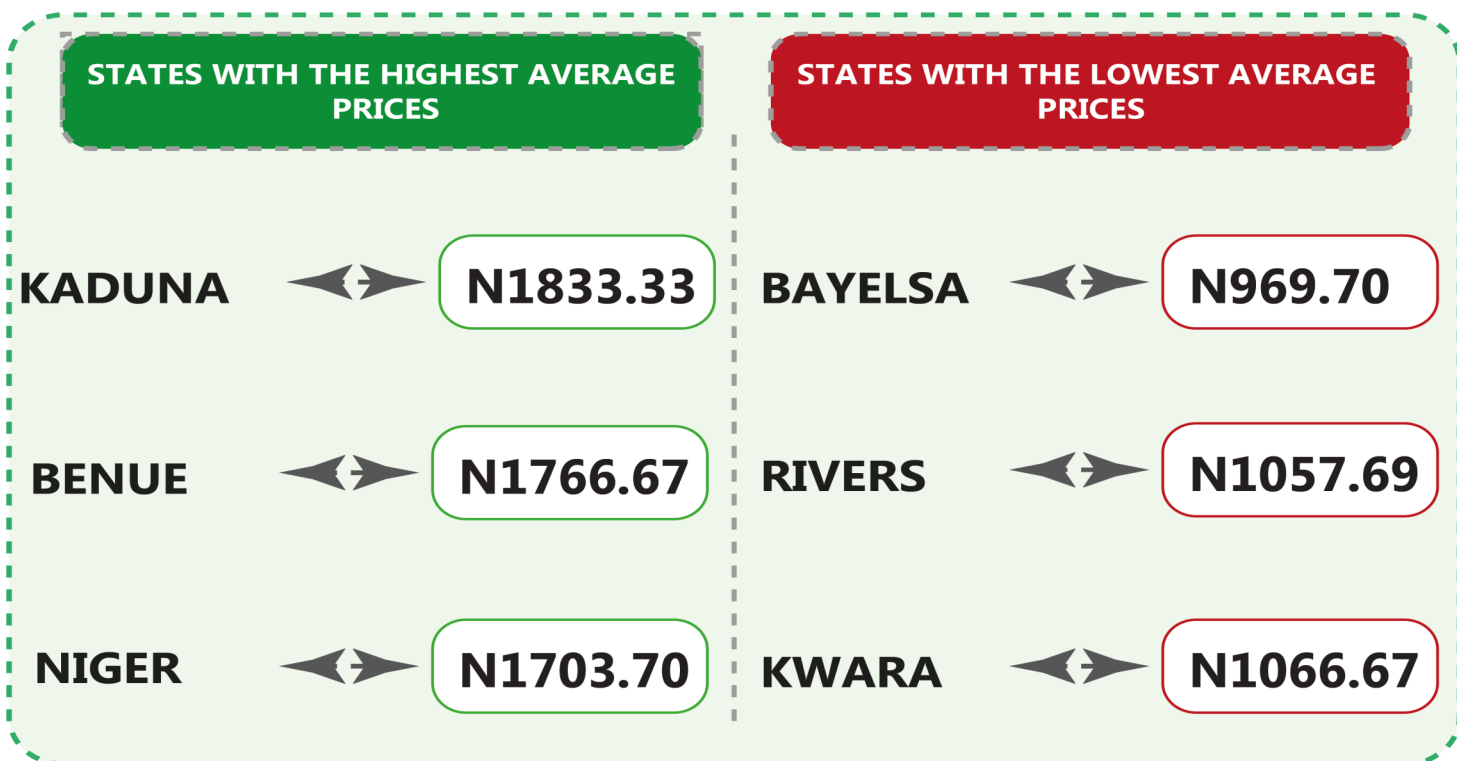 STATES WITH THE HIGHEST AVERAGE
PRICES
KADUNA N1833.33
BENUE N1766.67
NIGER N1703.70
STATES WITH THE LOWEST AVERAGE
PRICES
BAYELSA N969.70
RIVERS N1057.69
KWARA N1066.67